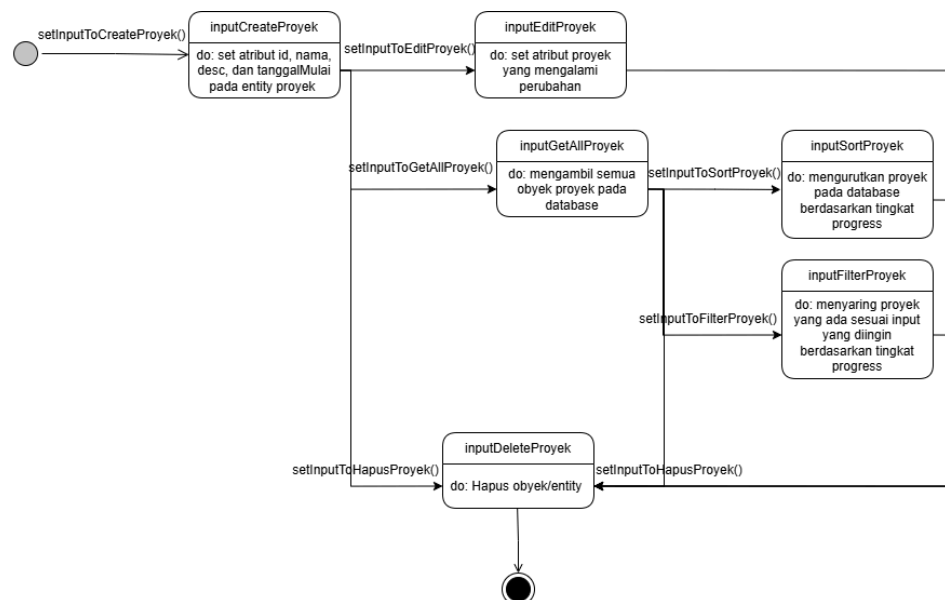 setInputToCreateProyek()
inputCreateProyek
do: set atribut id, nama,
desc, dan tanggalMulai
pada entity proyek
setInputToEditProyek()
inputEditProyek
do: set atribut proyek
yang mengalami
perubahan
setInputToGetAllProyek()
inputGetAllProyek
do: mengambil semua
obyek proyek pada
database
setInputToSortProyek()
inputSortProyek
do: mengurutkan proyek
pada database
berdasarkan tingkat
progress
setInputToFilterProyek()
inputFilterProyek
do: menyaring proyek
yang ada sesuai input
yang diingin
berdasarkan tingkat
progress
setInputToHapusProyek()
inputDeleteProyek
do: Hapus obyek/entity
setInputToHapusProyek()